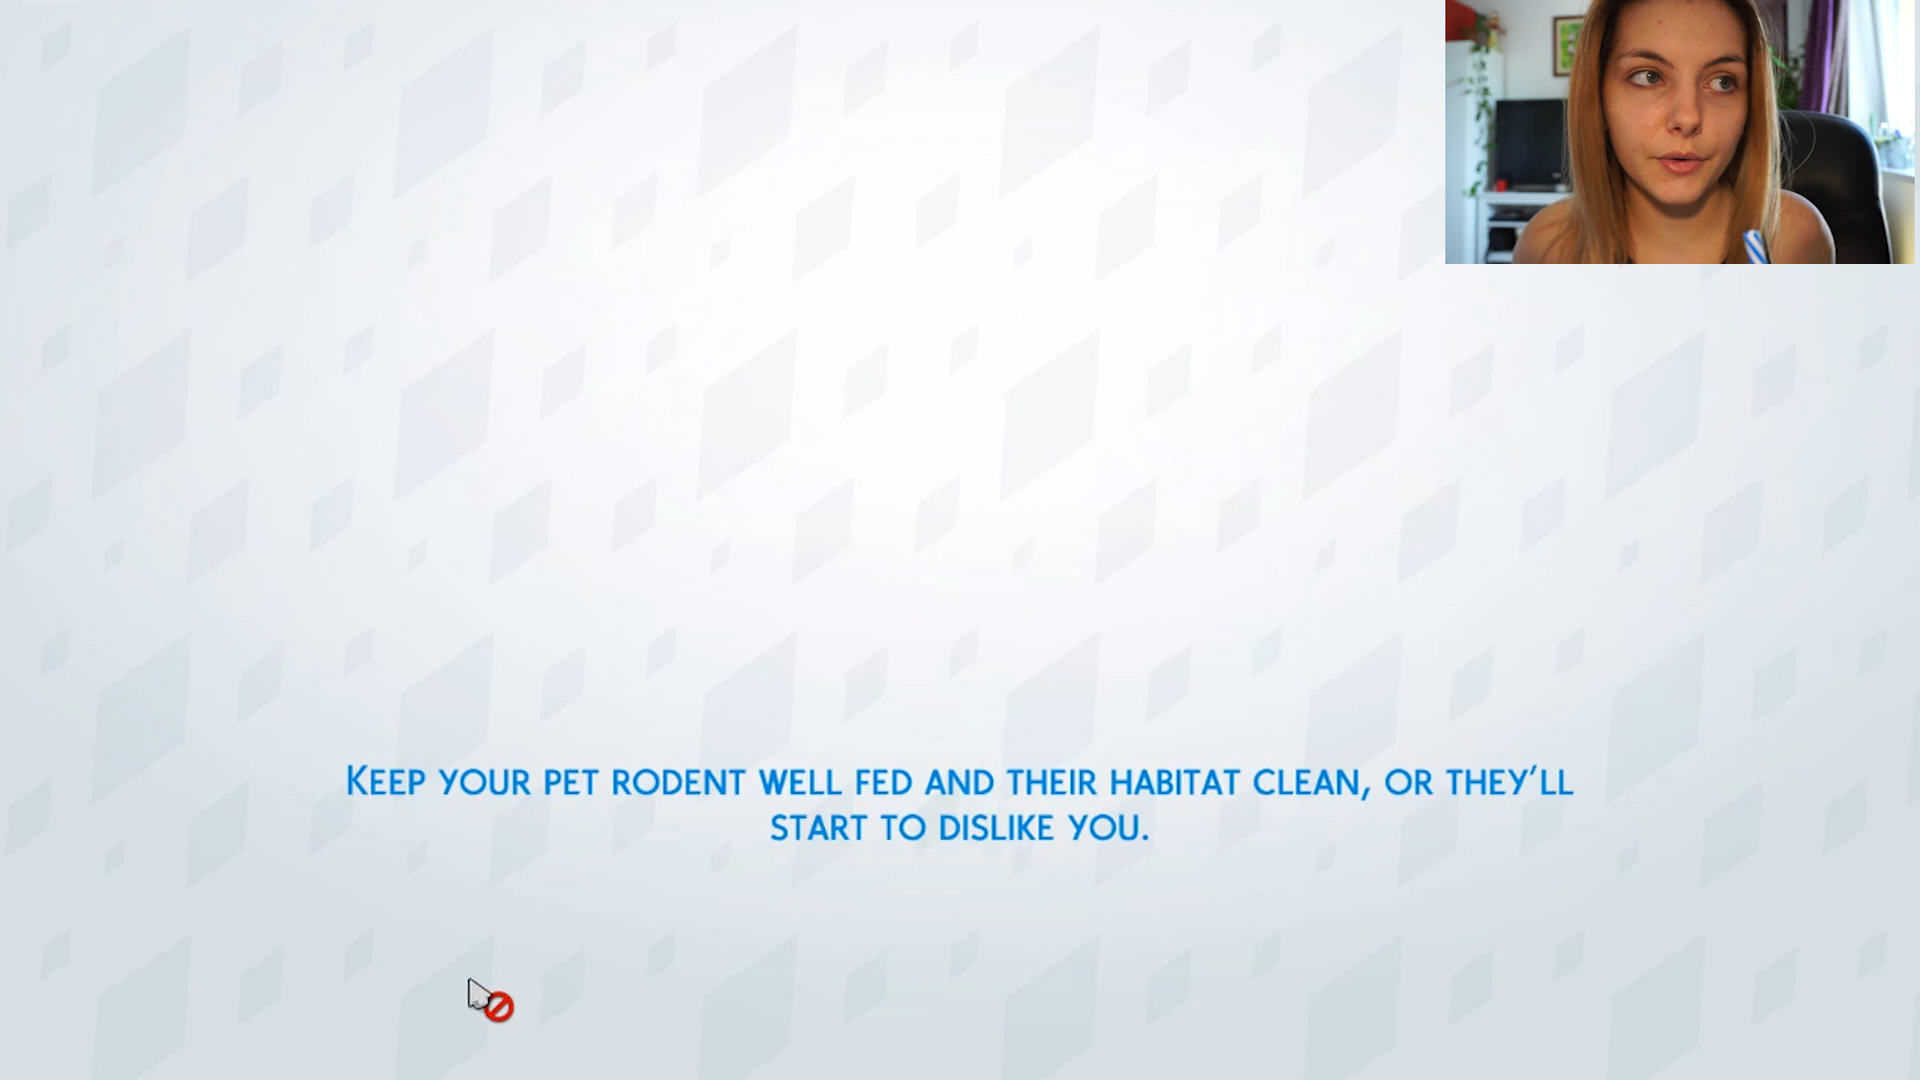 Keep your pet rodent well fed and their habitat clean, or they'll
start to dislike you.